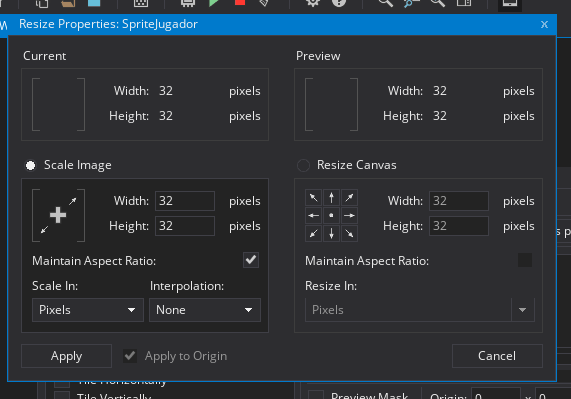 Resize Properties: SpriteJugador x
Current
Width: 32 pixels
Height: 32 pixels
Preview
Width: 32 pixels
Height: 32 pixels
Scale Image
Width: 32 pixels
Height: 32 pixels
Maintain Aspect Ratio:
Scale In: Interpolation:
Pixels None
Resize Canvas
Width: 32 pixels
Height: 32 pixels
Maintain Aspect Ratio:
Resize In:
Pixels
Apply Apply to Origin Cancel
Tile Horizontally
Tile Vertically
Preview Mask Origin: 0 x 0